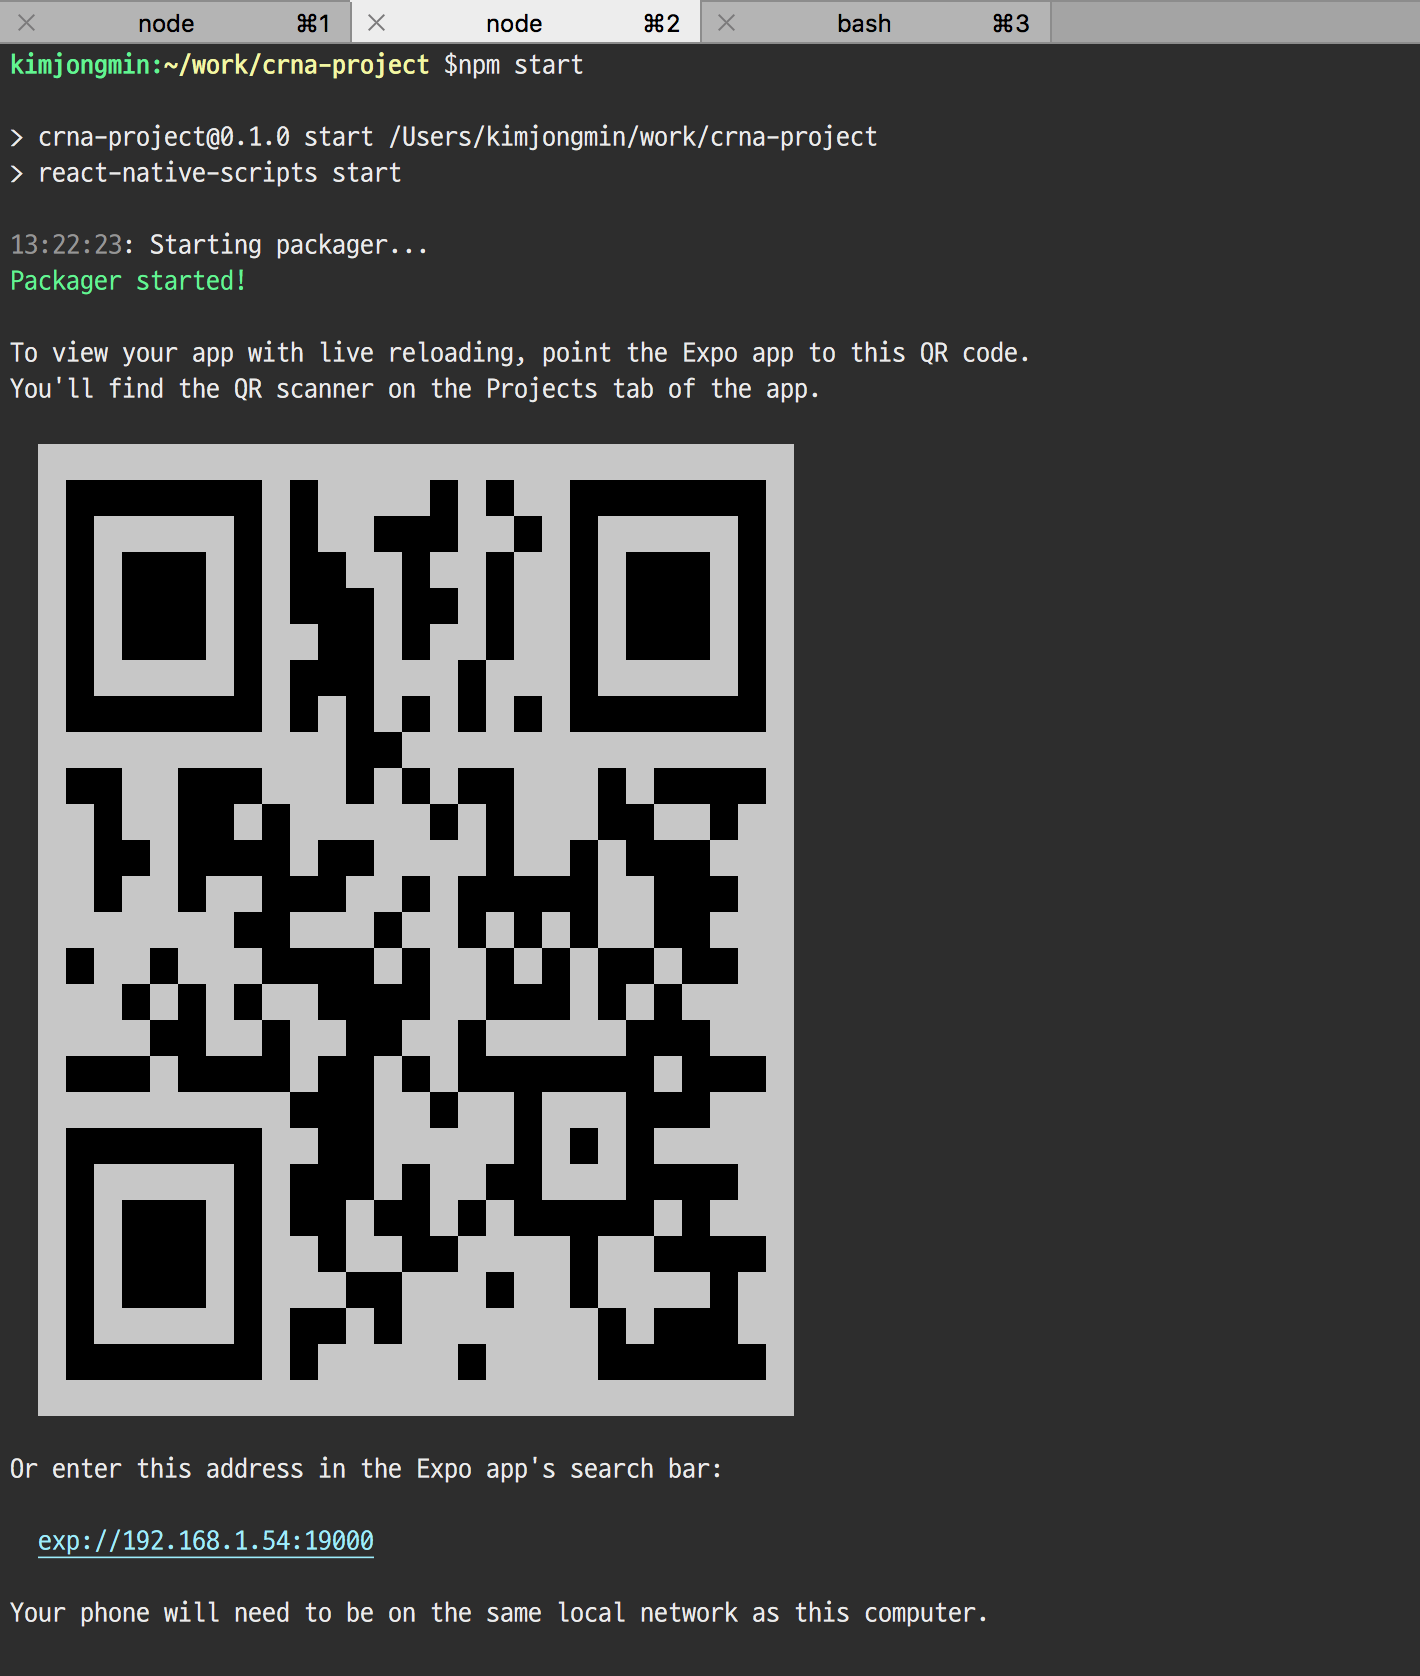 node ⌘1 node ⌘2 bash ⌘3
kimjongmin:~/work/crna-project $npm start
> crna-project@0.1.0 start /Users/kimjongmin/work/crna-project
> react-native-scripts start
13:22:23: Starting packager...
Packager started!
To view your app with live reloading, point the Expo app to this QR code.
You'll find the QR scanner on the Projects tab of the app.
Or enter this address in the Expo app's search bar:
exp://192.168.1.54:19000
Your phone will need to be on the same local network as this computer.